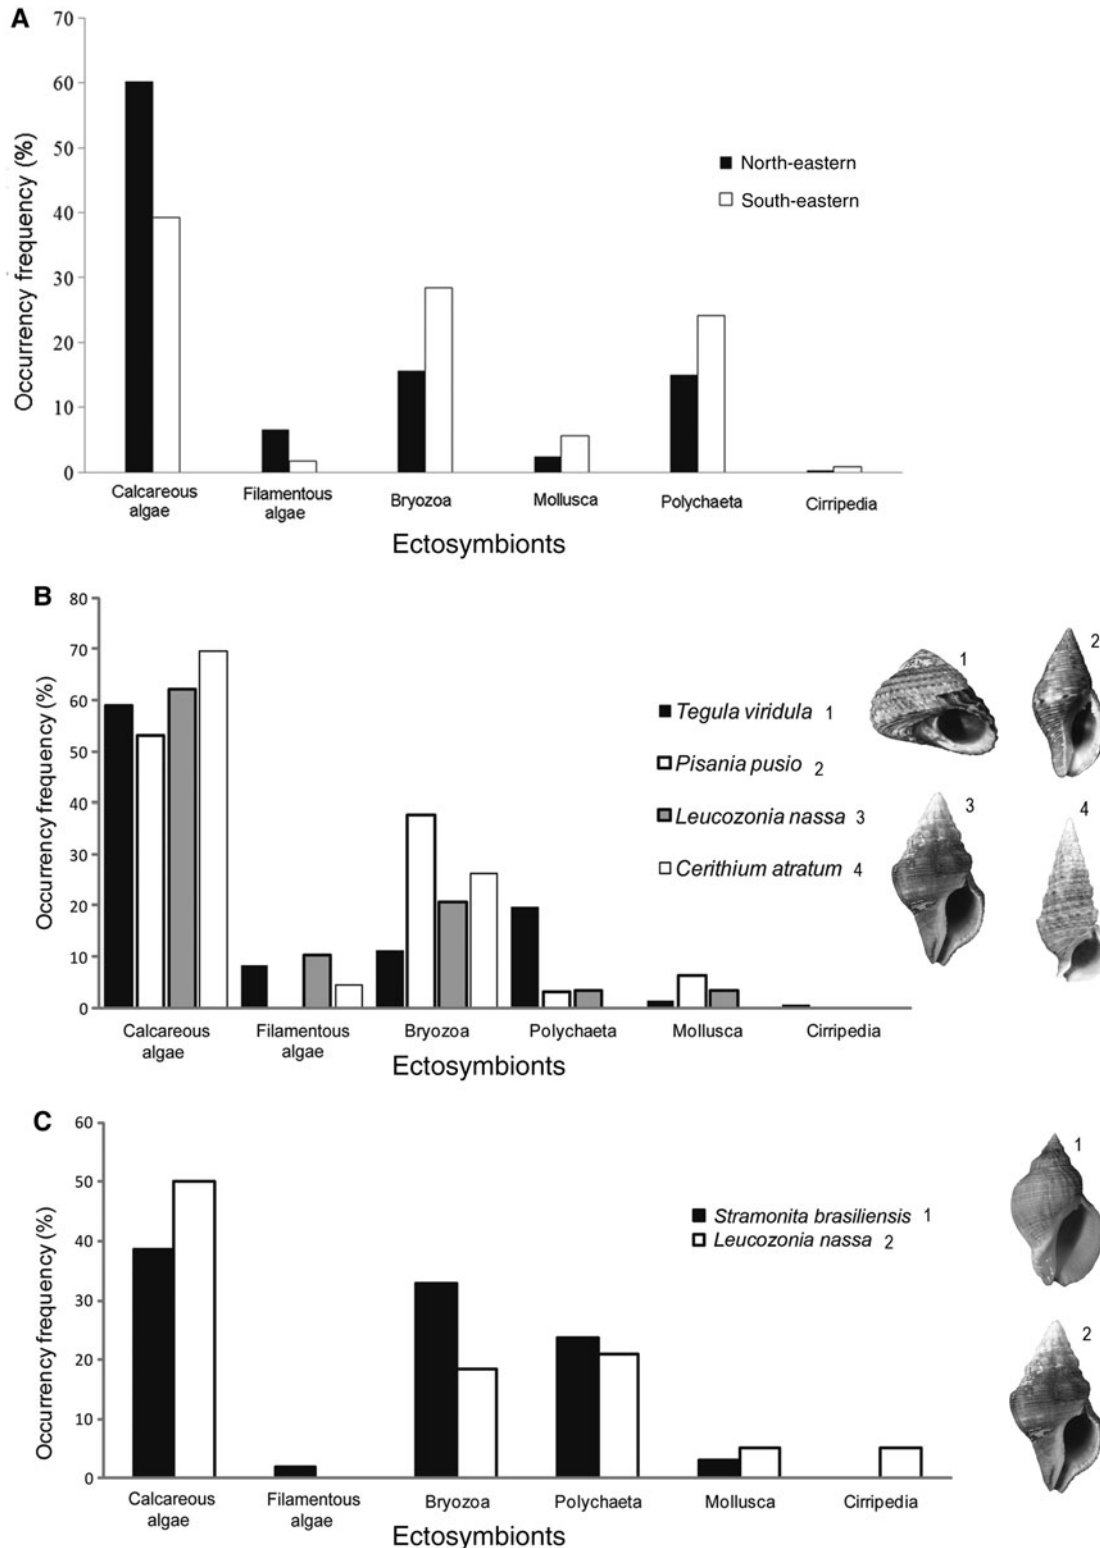 A
70
60
50
40
30
20
10
0
Occurrency frequency (%)
North-eastern
South-eastern
Calcareous algae
Filamentous algae
Bryozoa
Mollusca
Polychaeta
Cirripedia
Ectosymbionts
B
80
70
60
50
40
30
20
10
0
Occurrency frequency (%)
Tegula viridula 1
Pisania pusio 2
Leucozonia nassa 3
Cerithium atratum 4
1
2
3
4
Calcareous algae
Filamentous algae
Bryozoa
Polychaeta
Mollusca
Cirripedia
Ectosymbionts
C
60
50
40
30
20
10
0
Occurrency frequency (%)
Stramonita brasiliensis 1
Leucozonia nassa 2
1
2
Calcareous algae
Filamentous algae
Bryozoa
Polychaeta
Mollusca
Cirripedia
Ectosymbionts